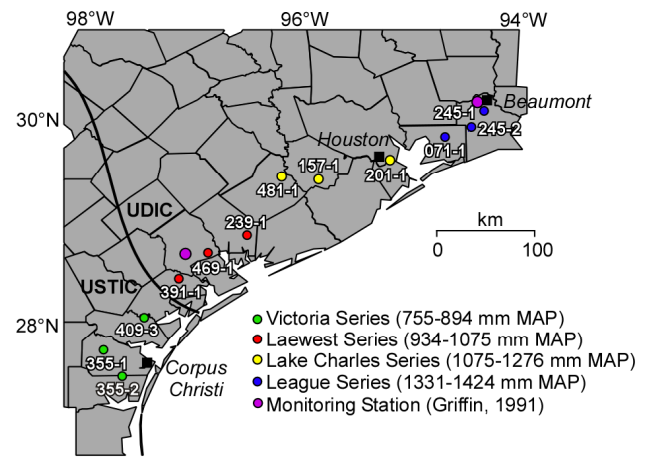 98°W
96°W
94°W
30°N
28°N
245-1
Beaumont
245-2
Houston
071-1
201-1
157-1
481-1
UDIC
239-1
km
0
100
469-1
USTIC
391-1
409-3
355-1
355-2
Corpus
Christi
Victoria Series (755-894 mm MAP)
Laewest Series (934-1075 mm MAP)
Lake Charles Series (1075-1276 mm MAP)
League Series (1331-1424 mm MAP)
Monitoring Station (Griffin, 1991)